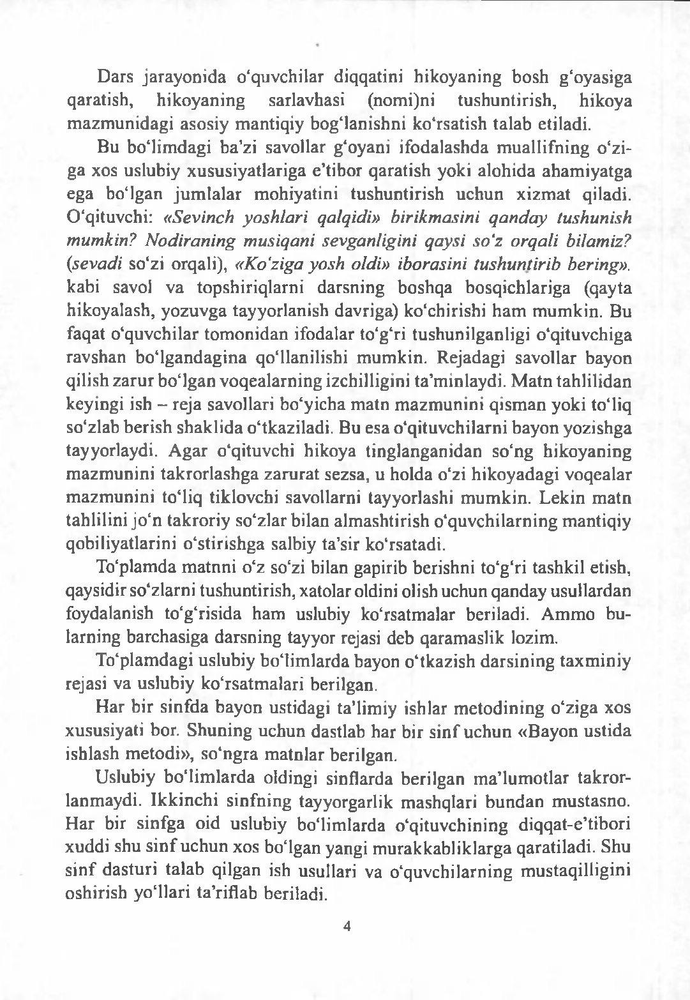 Dars jarayonida o‘quvchilar diqqatini hikoyaning bosh g‘oyasiga
qaratish, hikoyaning sarlavhasi (nomi)ni tushuntirish, hikoya
mazmunidagi asosiy mantiqiy bog‘lanishni ko‘rsatish talab etiladi.
Bu bo‘limdagi ba’zi savollar g‘oyani ifodalashda muallifning o‘zi-
ga xos uslubiy xususiyatlariga e’tibor qaratish yoki alohida ahamiyatga
ega bo‘lgan jumlalar mohiyatini tushuntirish uchun xizmat qiladi.
O‘qituvchi: «Sevinch yoshlari qalqidi» birikmasini qanday tushunish
mumkin? Nodiraning musiqani sevganligini qaysi so‘z orqali bilamiz?
(sevadi so‘zi orqali), «Ko‘ziga yosh oldi» iborasini tushuntirib bering».
kabi savol va topshiriqlarni darsning boshqa bosqichlariga (qayta
hikoyalash, yozuvga tayyorlanish davriga) ko‘chirishi ham mumkin. Bu
faqat o‘quvchilar tomonidan ifodalar to‘g‘ri tushunilganligi o‘qituvchiga
ravshan bo‘lgandagina qo‘llanilishi mumkin. Rejadagi savollar bayon
qilish zarur bo‘lgan voqealarning izchilligini ta’minlaydi. Matn tahlilidan
keyingi ish – reja savollari bo‘yicha matn mazmunini qisman yoki to‘liq
so‘zlab berish shaklida o‘tkaziladi. Bu esa o‘qituvchilarni bayon yozishga
tayyorlaydi. Agar o‘qituvchi hikoya tinglanganidan so‘ng hikoyaning
mazmunini takrorlashga zarurat sezsa, u holda o‘zi hikoyadagi voqealar
mazmunini to‘liq tiklovchi savollarni tayyorlashi mumkin. Lekin matn
tahlilini jo‘n takroriy so‘zlar bilan almashtirish o‘quvchilarning mantiqiy
qobiliyatlarini o‘stirishga salbiy ta’sir ko‘rsatadi.
To‘plamda matnni o‘z so‘zi bilan gapirib berishni to‘g‘ri tashkil etish,
qaysidir so‘zlarni tushuntirish, xatolar oldini olish uchun qanday usullardan
foydalanish to‘g‘risida ham uslubiy ko‘rsatmalar beriladi. Ammo bu-
larning barchasiga darsning tayyor rejasi deb qaramaslik lozim.
To‘plamdagi uslubiy bo‘limlarda bayon o‘tkazish darsining taxminiy
rejasi va uslubiy ko‘rsatmalari berilgan.
Har bir sinfda bayon ustidagi ta’limiy ishlar metodining o‘ziga xos
xususiyati bor. Shuning uchun dastlab har bir sinf uchun «Bayon ustida
ishlash metodi», so‘ngra matnlar berilgan.
Uslubiy bo‘limlarda oldingi sinflarda berilgan ma’lumotlar takror-
lanmaydi. Ikkinchi sinfning tayyorgarlik mashqlari bundan mustasno.
Har bir sinfga oid uslubiy bo‘limlarda o‘qituvchining diqqat-e’tibori
xuddi shu sinf uchun xos bo‘lgan yangi murakkabliklarga qaratiladi. Shu
sinf dasturi talab qilgan ish usullari va o‘quvchilarning mustaqilligini
oshirish yo‘llari ta’riflab beriladi.
4